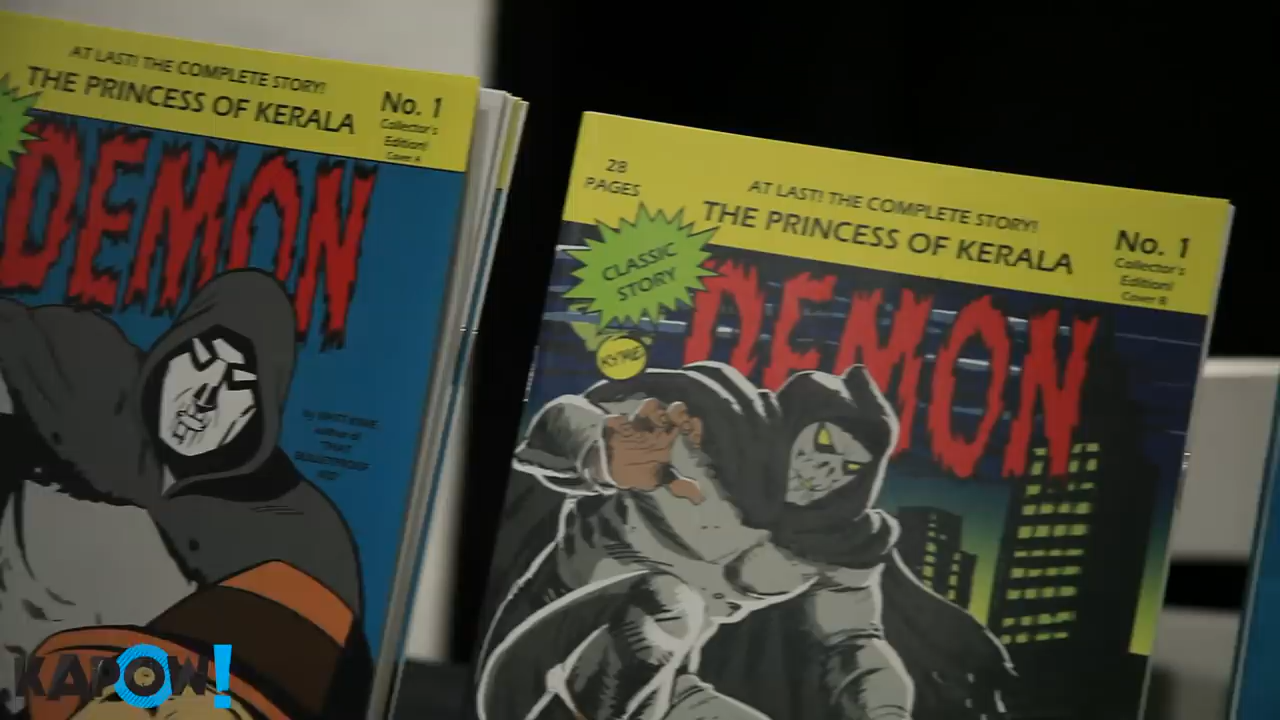 AT LAST! THE COMPLETE STORY!
THE PRINCESS OF KERALA
No. 1
Collector's
Edition!
Cover A
DEMON
28
PAGES
AT LAST! THE COMPLETE STORY!
THE PRINCESS OF KERALA
No. 1
Collector's
Edition!
Cover B
CLASSIC
STORY
DEMON
KAPOW!